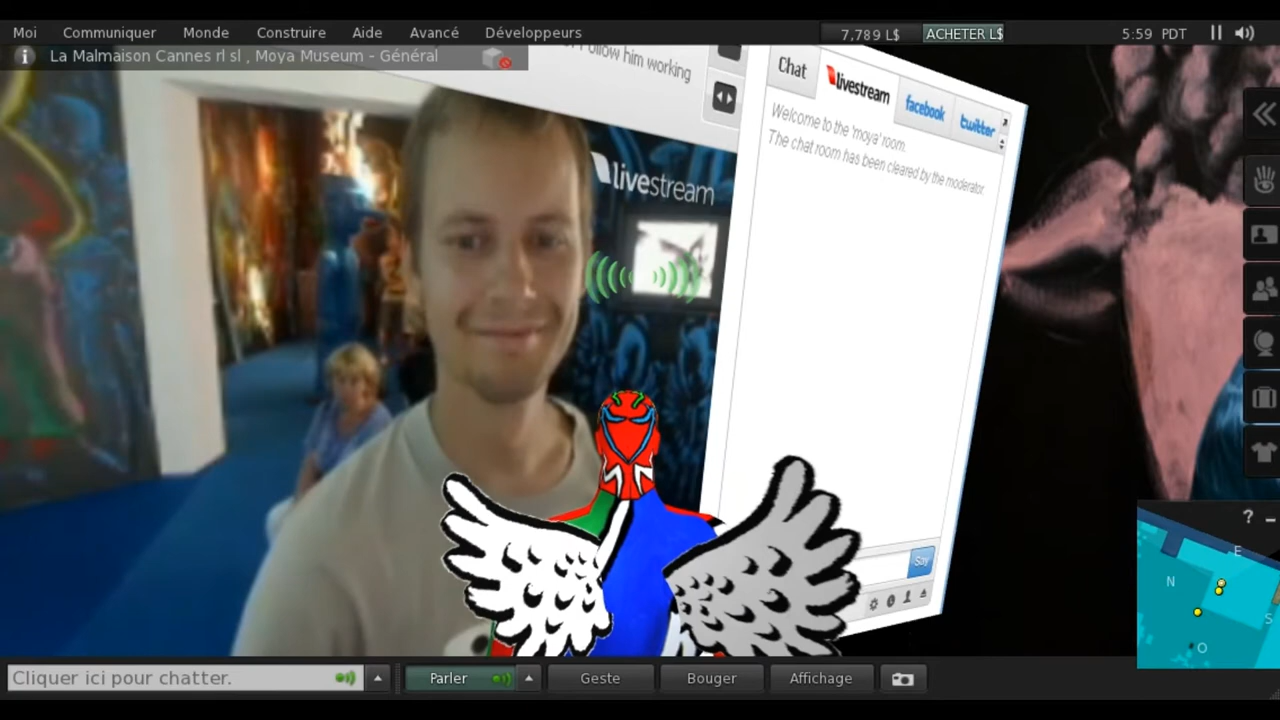 Moi Communiquer Monde Construire Aide Avancé Développeurs 7,789 L$ ACHETER L$ 5:59 PDT
La Malmaison Cannes rl sl , Moya Museum - Général
Follow him working
Chat livestream facebook twitter
Welcome to the 'moya' room.
The chat room has been cleared by the moderator
livestream
Say
? E
N
S
O
Cliquer ici pour chatter. Parler Geste Bouger Affichage